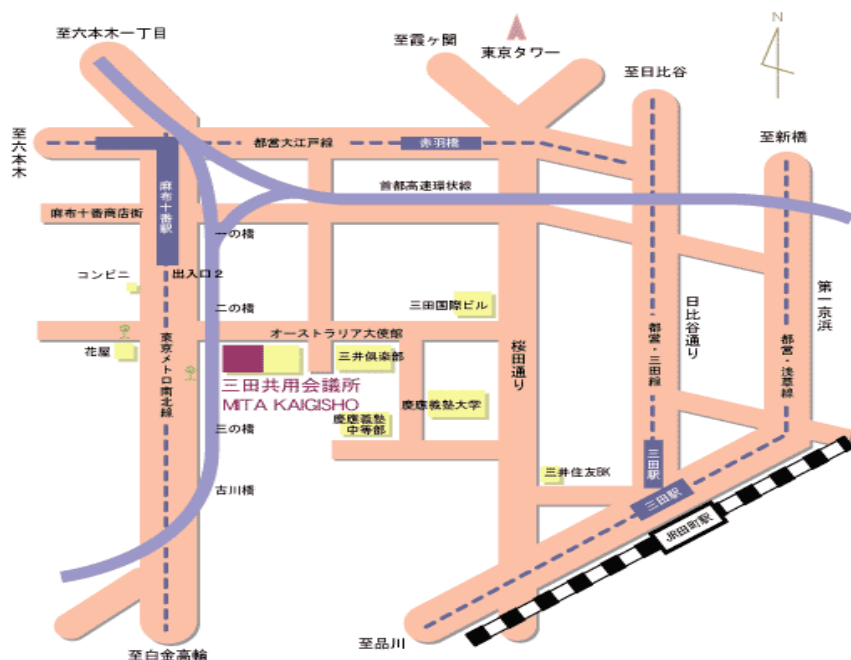 至六本木一丁目
至霞ヶ関
東京タワー
N
至日比谷
至新橋
至六本木
都営大江戸線
赤羽橋
麻布十番駅
首都高速環状線
麻布十番商店街
一の橋
コンビニ
出入口2
二の橋
三田国際ビル
第一京浜
日比谷通り
オーストラリア大使館
桜田通り
都営・三田線
都営・浅草線
東京メトロ南北線
花屋
三井倶楽部
三田共用会議所
MITA KAIGISHO
慶應義塾大学
慶應義塾
中等部
三の橋
三井住友BK
三田駅
古川橋
三田駅
JR田町駅
至品川
至白金高輪